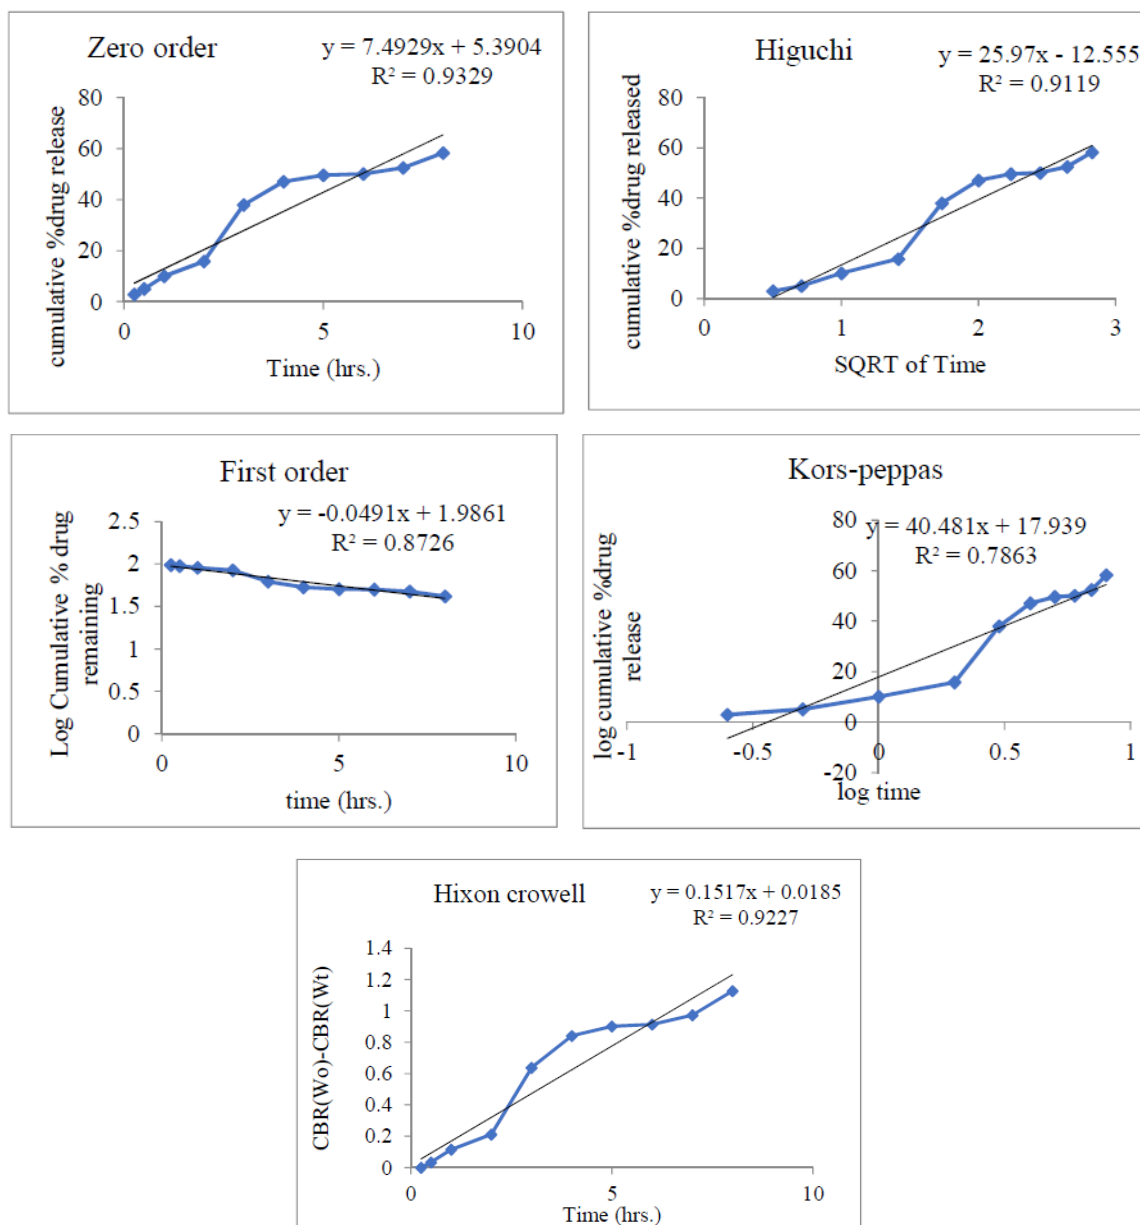 Zero order
y = 7.4929x + 5.3904
R² = 0.9329
cumulative %drug release
80
60
40
20
0
0
5
10
Time (hrs.)
Higuchi
y = 25.97x - 12.555
R² = 0.9119
cumulative %drug released
80
60
40
20
0
0
1
2
3
SQRT of Time
First order
y = -0.0491x + 1.9861
R² = 0.8726
Log Cumulative % drug
remaining
2.5
2
1.5
1
0.5
0
0
5
10
time (hrs.)
Kors-peppas
y = 40.481x + 17.939
R² = 0.7863
log cumulative %drug
release
80
60
40
20
0
-20
-1
-0.5
0
0.5
1
log time
Hixon crowell
y = 0.1517x + 0.0185
R² = 0.9227
CBR(Wo)-CBR(Wt)
1.4
1.2
1
0.8
0.6
0.4
0.2
0
0
5
10
Time (hrs.)